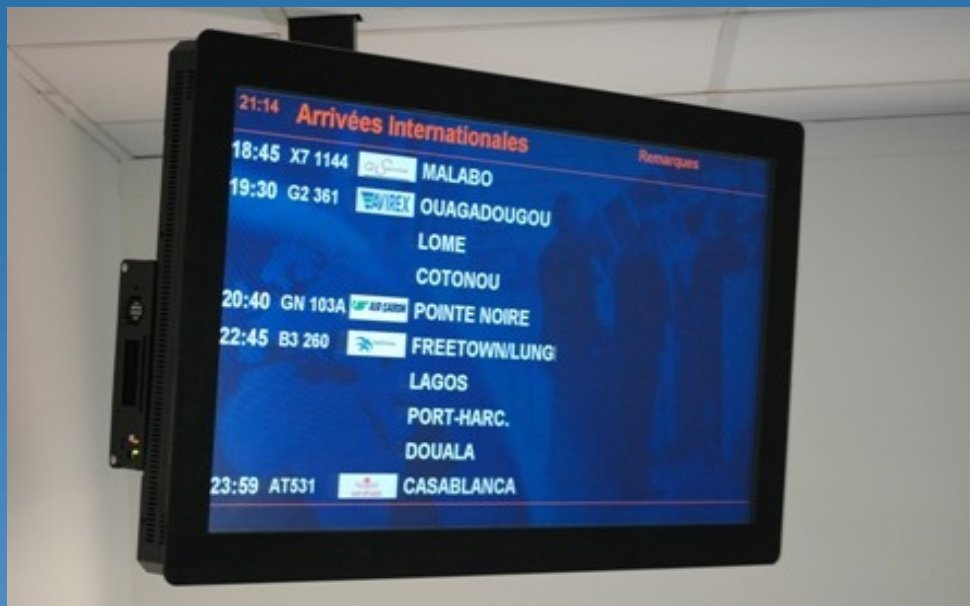 21:14 Arrivées Internationales Remarques
18:45 X7 1144 MALABO
19:30 G2 361 AVIREX OUAGADOUGOU
LOME
COTONOU
20:40 GN 103A AIR GABON POINTE NOIRE
22:45 B3 260 FREETOWN/LUNGI
LAGOS
PORT-HARC.
DOUALA
23:59 AT531 CASABLANCA